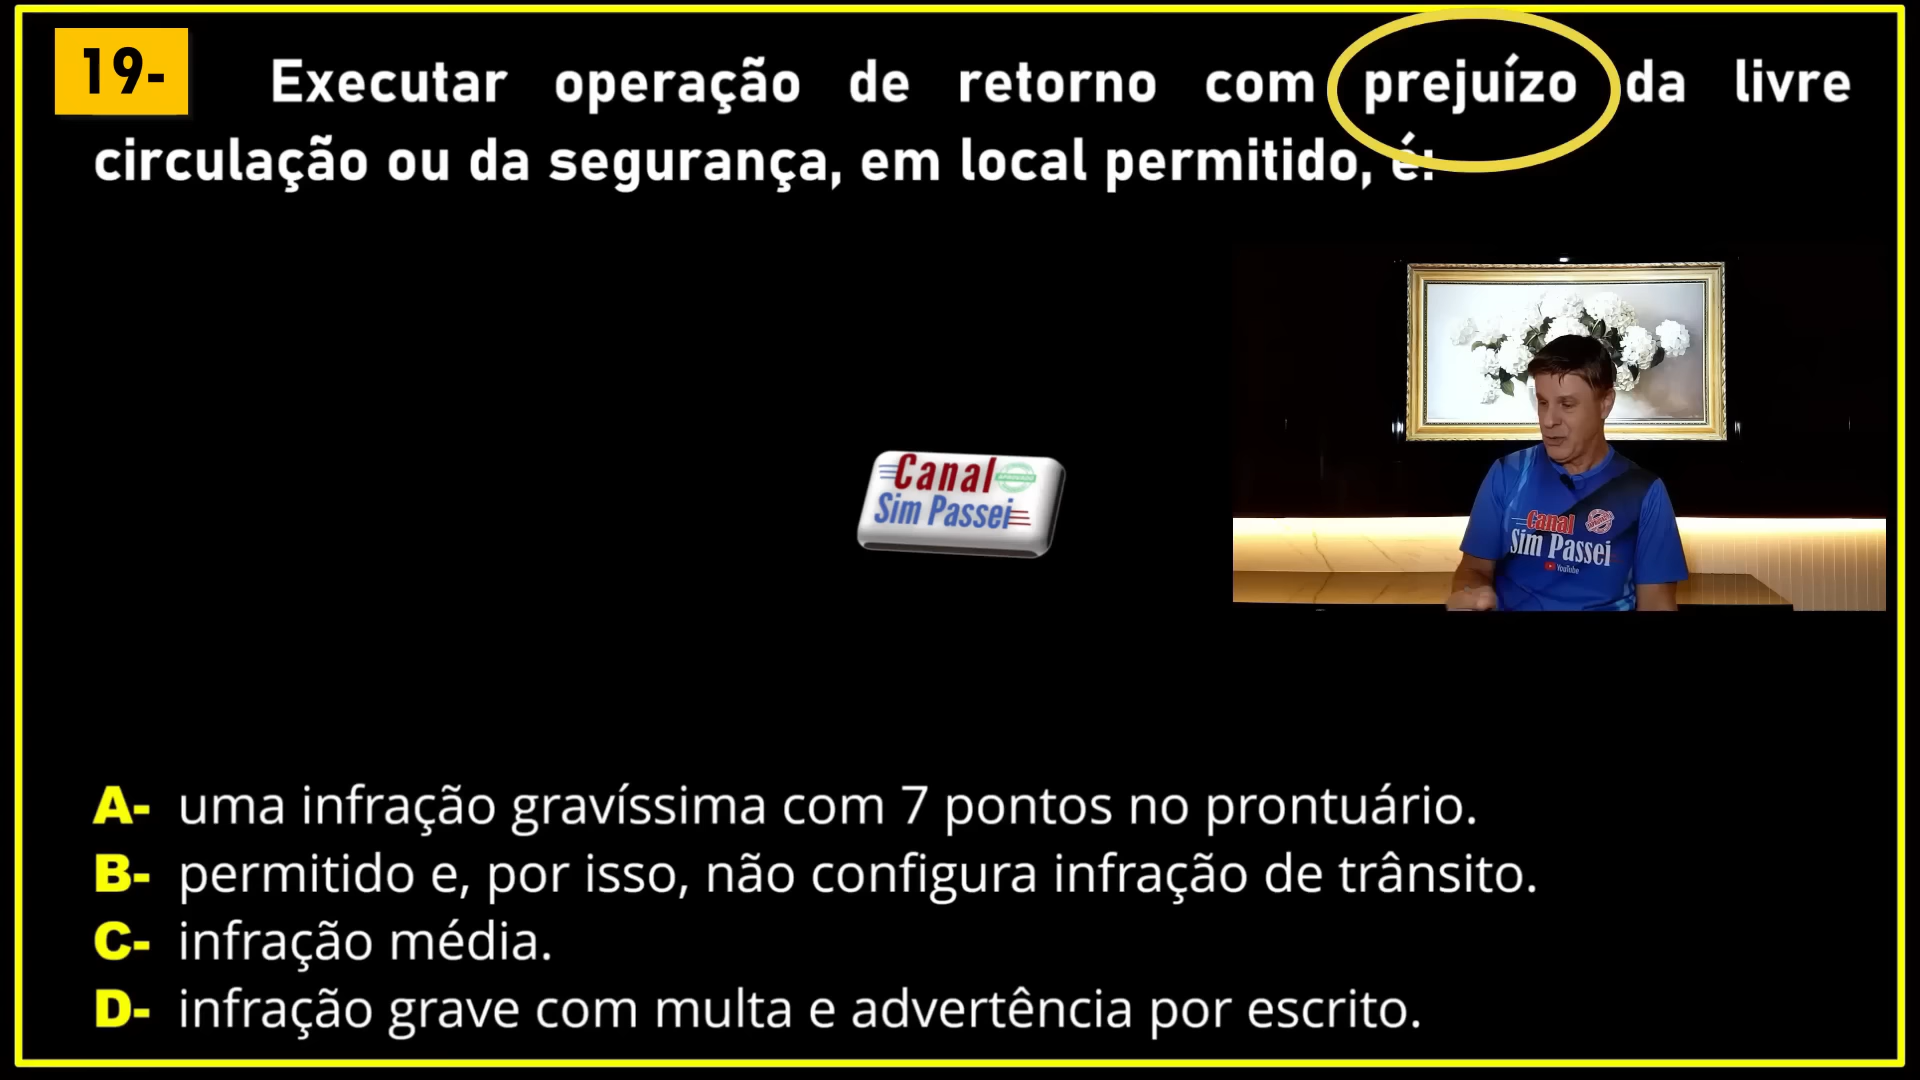 19- Executar operação de retorno com prejuízo da livre
circulação ou da segurança, em local permitido, é:
Canal
Sim Passei
Canal
Sim Passei
YouTube
A- uma infração gravíssima com 7 pontos no prontuário.
B- permitido e, por isso, não configura infração de trânsito.
C- infração média.
D- infração grave com multa e advertência por escrito.